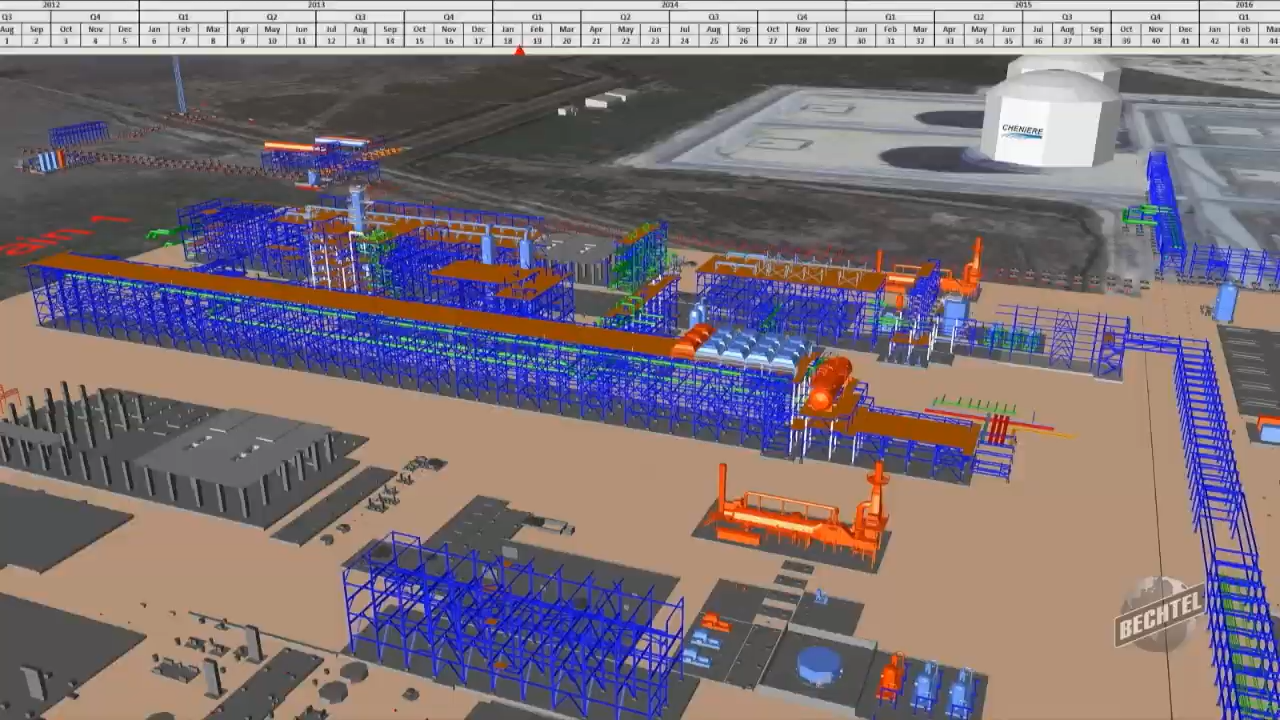 2012 2013 2014 2015 2016
Q3 Q4 Q1 Q2 Q3 Q4 Q1 Q2 Q3 Q4 Q1 Q2 Q3 Q4 Q1
Aug Sep Oct Nov Dec Jan Feb Mar Apr May Jun Jul Aug Sep Oct Nov Dec Jan Feb Mar Apr May Jun Jul Aug Sep Oct Nov Dec Jan Feb Mar Apr May Jun Jul Aug Sep Oct Nov Dec Jan Feb Mar
1 2 3 4 5 6 7 8 9 10 11 12 13 14 15 16 17 18 19 20 21 22 23 24 25 26 27 28 29 30 31 32 33 34 35 36 37 38 39 40 41 42 43 44
CHENIERE
ain 1
BECHTEL